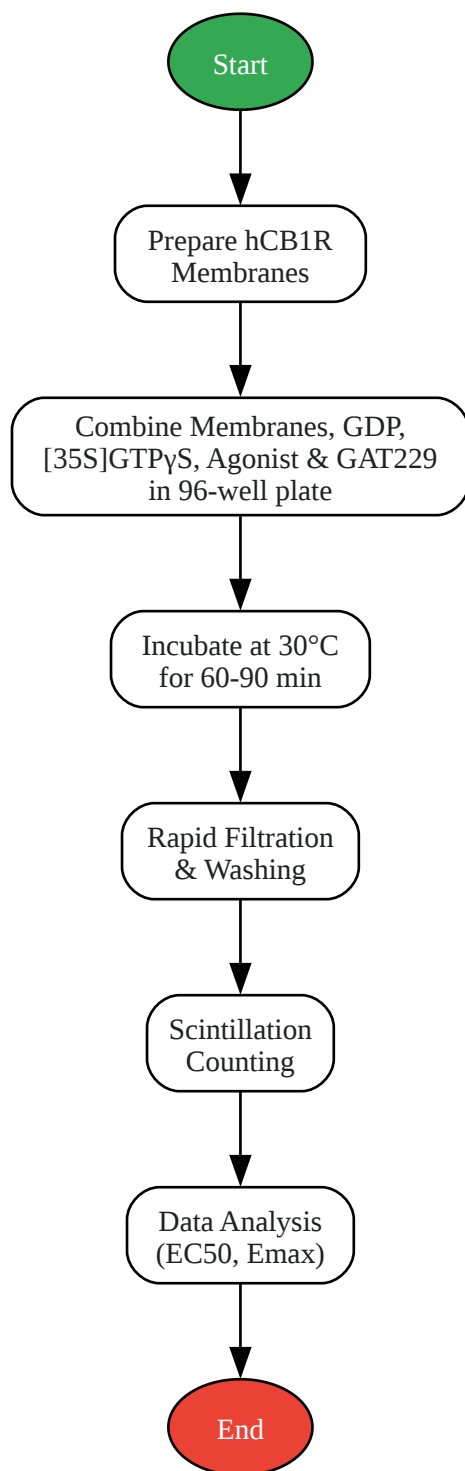 Start
Prepare hCB1R
Membranes
Combine Membranes, GDP,
[35S]GTPγS, Agonist & GAT229
in 96-well plate
Incubate at 30°C
for 60-90 min
Rapid Filtration
& Washing
Scintillation
Counting
Data Analysis
(EC50, Emax)
End